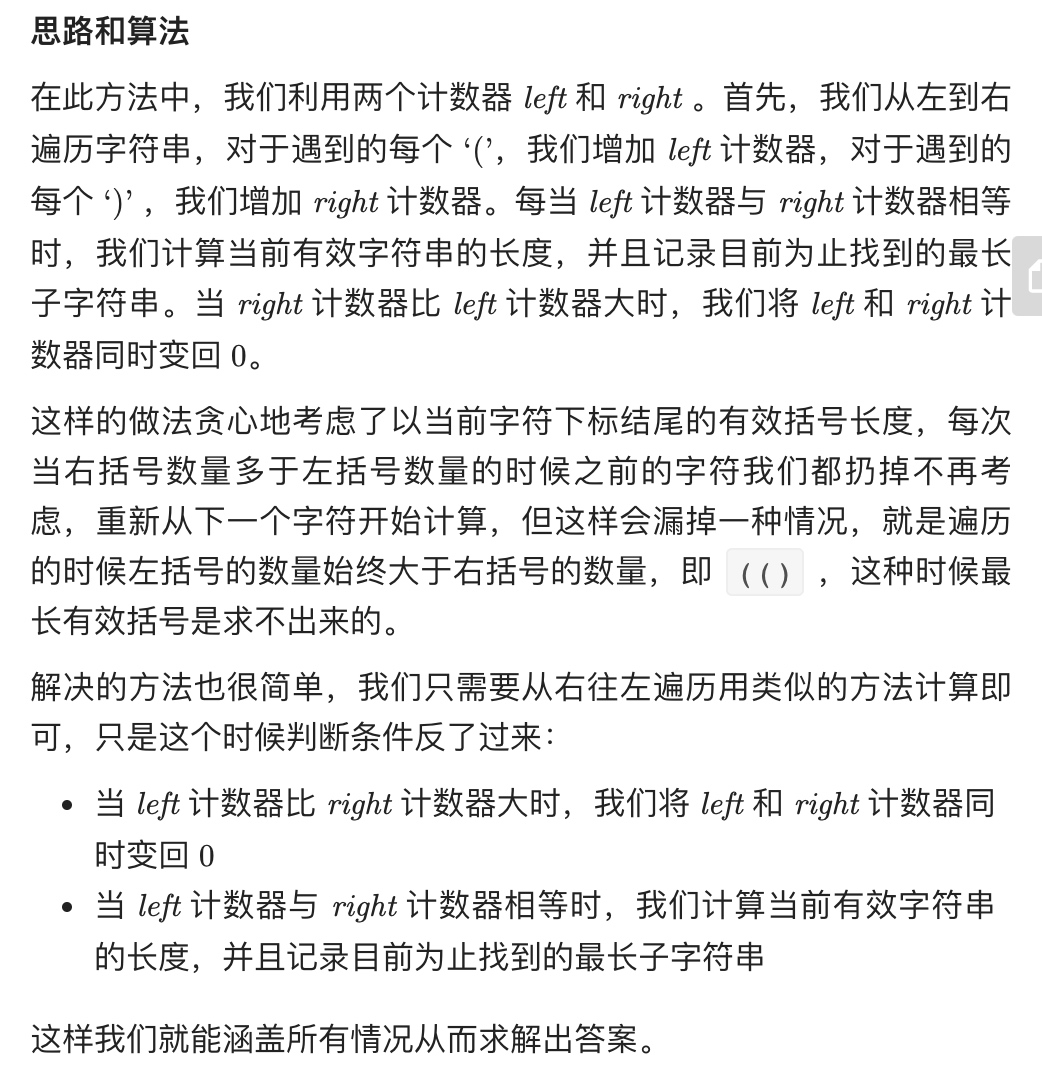 思路和算法
在此方法中，我们利用两个计数器 left 和 right 。首先，我们从左到右
遍历字符串，对于遇到的每个 ‘(’，我们增加 left 计数器，对于遇到的
每个 ‘)’ ，我们增加 right 计数器。每当 left 计数器与 right 计数器相等
时，我们计算当前有效字符串的长度，并且记录目前为止找到的最长
子字符串。当 right 计数器比 left 计数器大时，我们将 left 和 right 计
数器同时变回 0。
这样的做法贪心地考虑了以当前字符下标结尾的有效括号长度，每次
当右括号数量多于左括号数量的时候之前的字符我们都扔掉不再考
虑，重新从下一个字符开始计算，但这样会漏掉一种情况，就是遍历
的时候左括号的数量始终大于右括号的数量，即 (() ，这种时候最
长有效括号是求不出来的。
解决的方法也很简单，我们只需要从右往左遍历用类似的方法计算即
可，只是这个时候判断条件反了过来：
• 当 left 计数器比 right 计数器大时，我们将 left 和 right 计数器同
时变回 0
• 当 left 计数器与 right 计数器相等时，我们计算当前有效字符串
的长度，并且记录目前为止找到的最长子字符串
这样我们就能涵盖所有情况从而求解出答案。